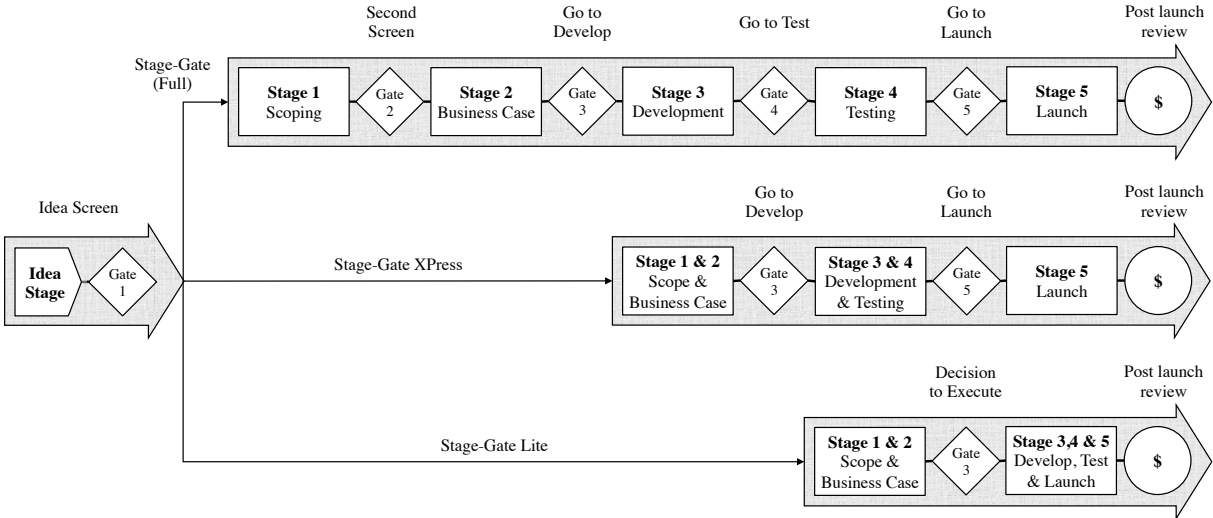 Second
Screen
Go to
Develop
Go to Test
Go to
Launch
Post launch
review
Stage-Gate
(Full)
Stage 1
Scoping
Gate
2
Stage 2
Business Case
Gate
3
Stage 3
Development
Gate
4
Stage 4
Testing
Gate
5
Stage 5
Launch
$
Idea Screen
Idea
Stage
Gate
1
Stage-Gate XPress
Go to
Develop
Go to
Launch
Post launch
review
Stage 1 & 2
Scope &
Business Case
Gate
3
Stage 3 & 4
Development
& Testing
Gate
5
Stage 5
Launch
$
Stage-Gate Lite
Decision
to Execute
Post launch
review
Stage 1 & 2
Scope &
Business Case
Gate
3
Stage 3,4 & 5
Develop, Test
& Launch
$